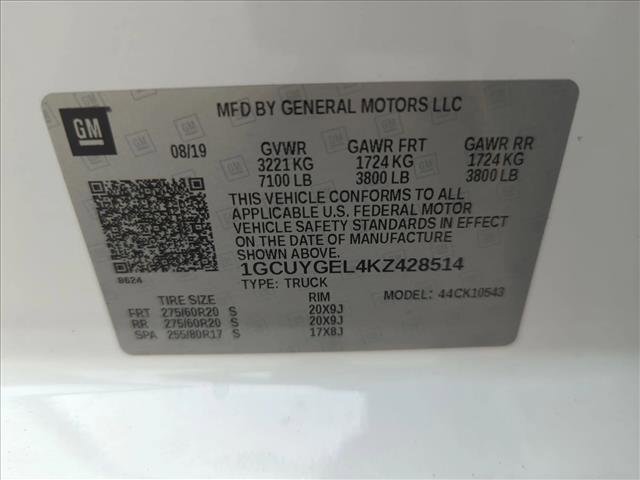 GM
MFD BY GENERAL MOTORS LLC
08/19 GVWR GAWR FRT GAWR RR
3221 KG 1724 KG 1724 KG
7100 LB 3800 LB 3800 LB
THIS VEHICLE CONFORMS TO ALL
APPLICABLE U.S. FEDERAL MOTOR
VEHICLE SAFETY STANDARDS IN EFFECT
ON THE DATE OF MANUFACTURE
SHOWN ABOVE.
8624
1GCUYGEL4KZ428514
TYPE: TRUCK MODEL: 44CK10543
TIRE SIZE RIM
FRT 275/60R20 S 20X9J
RR 275/60R20 S 20X9J
SPA 255/80R17 S 17X8J